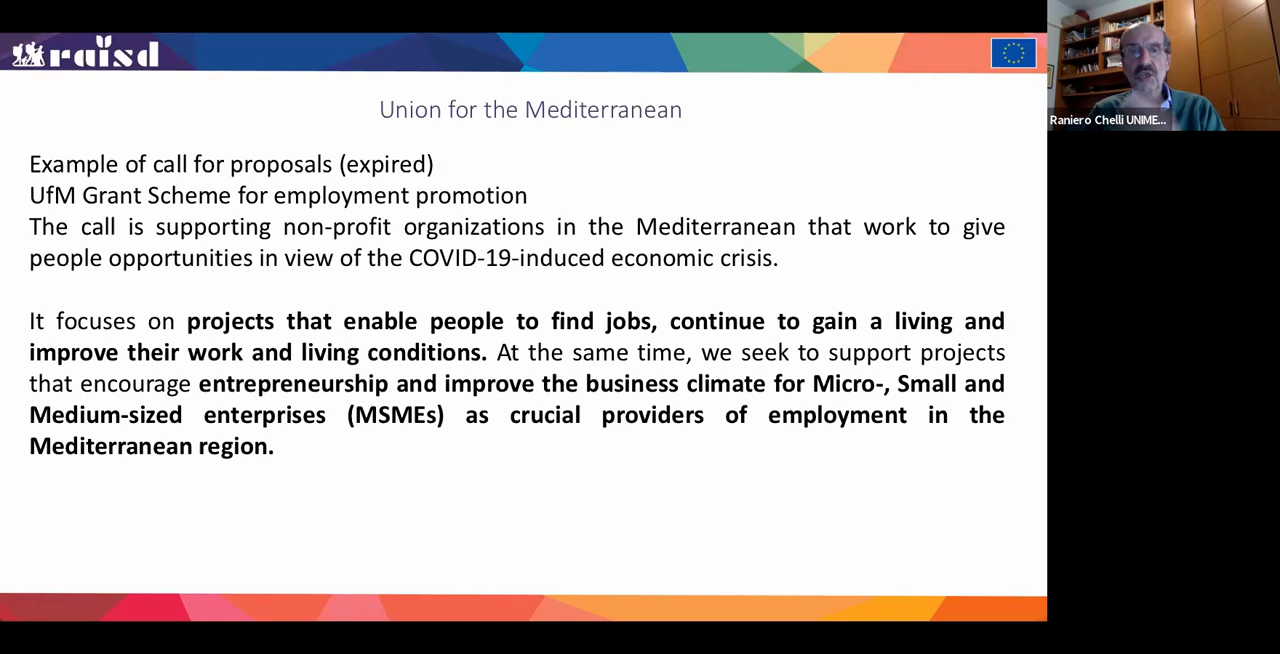 raisd
Union for the Mediterranean
Raniero Chelli UNIME...
Example of call for proposals (expired)
UfM Grant Scheme for employment promotion
The call is supporting non-profit organizations in the Mediterranean that work to give
people opportunities in view of the COVID-19-induced economic crisis.
It focuses on projects that enable people to find jobs, continue to gain a living and
improve their work and living conditions. At the same time, we seek to support projects
that encourage entrepreneurship and improve the business climate for Micro-, Small and
Medium-sized enterprises (MSMEs) as crucial providers of employment in the
Mediterranean region.